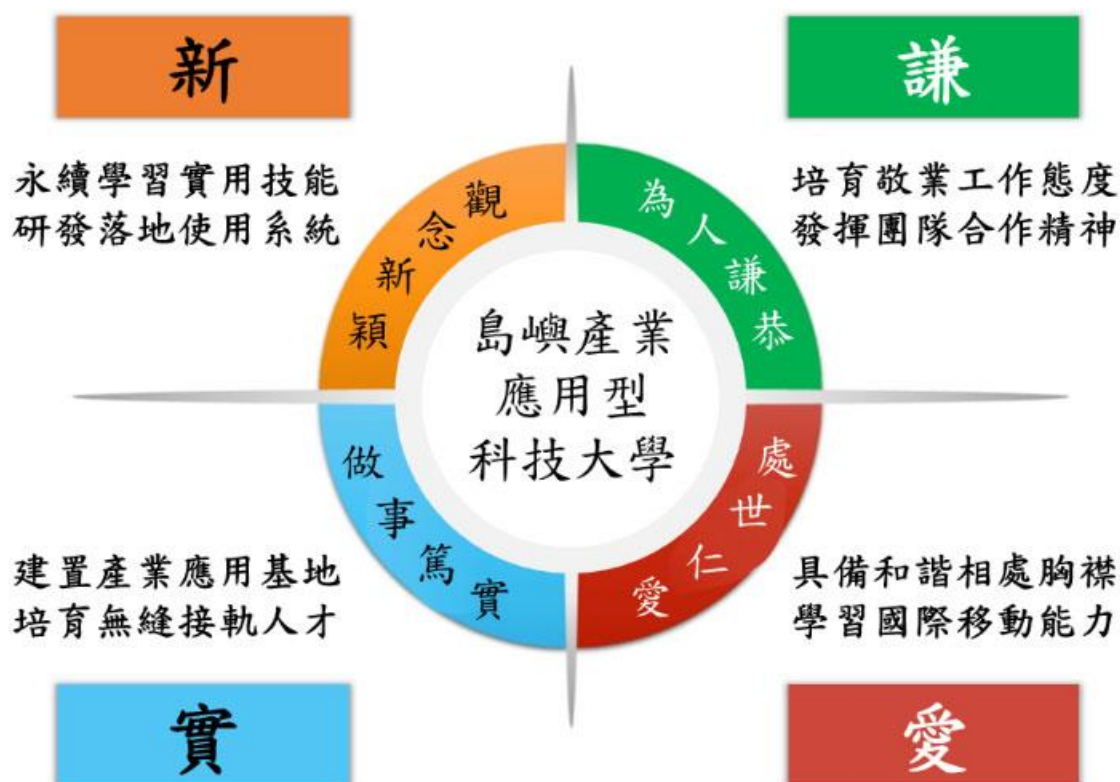 新
永續學習實用技能
研發落地使用系統
謙
培育敬業工作態度
發揮團隊合作精神
觀念新穎
為人謙恭
島嶼產業
應用型
科技大學
做事篤實
處世仁愛
建置產業應用基地
培育無縫接軌人才
實
具備和諧相處胸襟
學習國際移動能力
愛